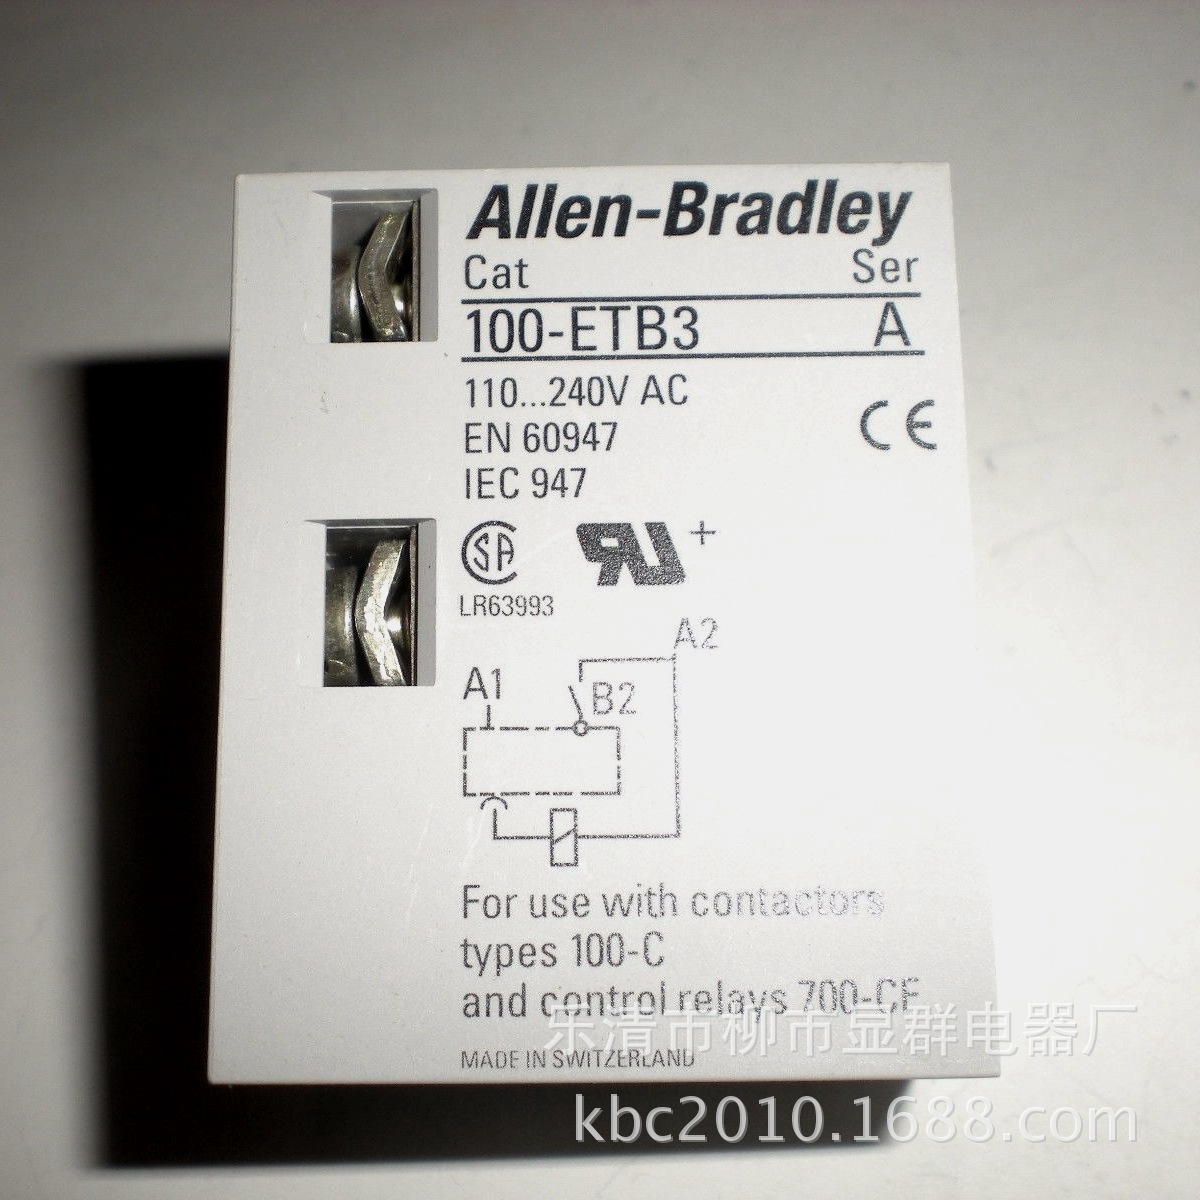 Allen-Bradley
Cat Ser
100-ETB3 A
110...240V AC
EN 60947
IEC 947
CE
SA
LR63993
A2
A1
B2
For use with contactors
types 100-C
and control relays 700-CF
乐清市柳市显群电器厂
MADE IN SWITZERLAND
kbc2010.1688.com